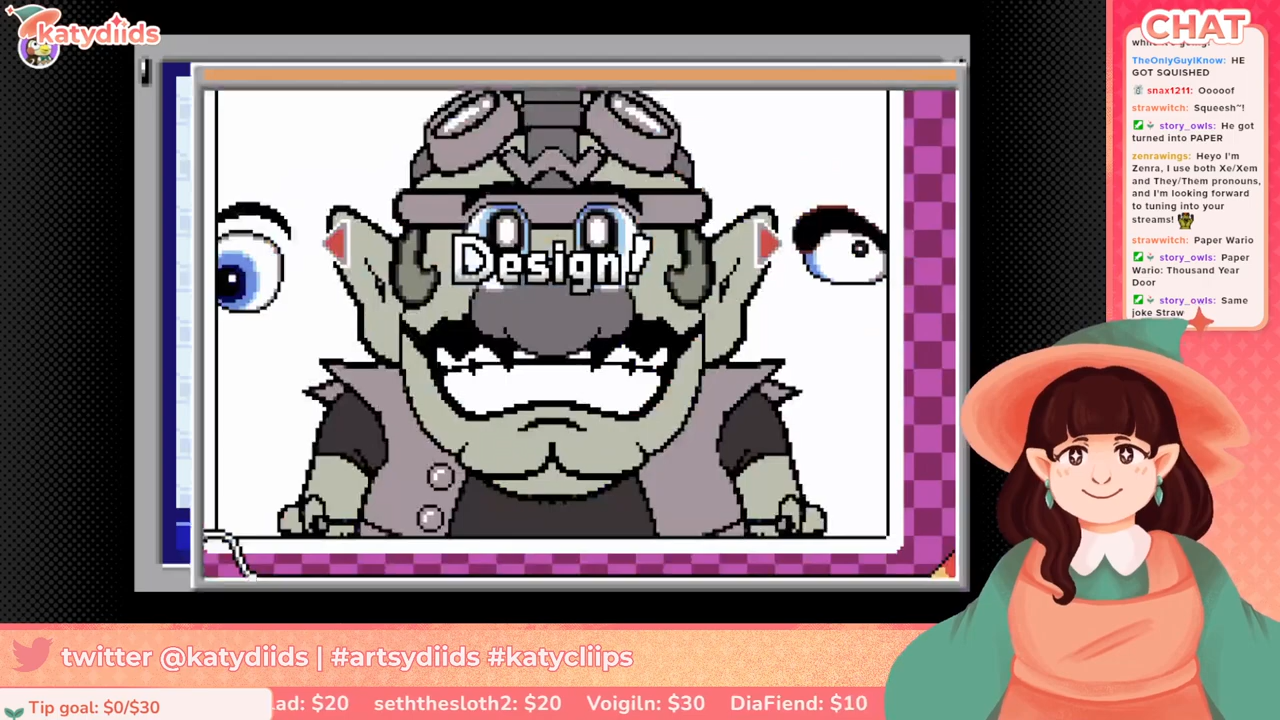 katydiids
CHAT
TheOnlyGuyIKnow: HE
GOT SQUISHED
snax1211: Ooooof
strawwitch: Squeesh~!
story_owls: He got
turned into PAPER
zenrawings: Heyo I'm
Zenra, I use both Xe/Xem
and They/Them pronouns,
and I'm looking forward
to tuning into your
streams!
strawwitch: Paper Wario
story_owls: Paper
Wario: Thousand Year
Door
story_owls: Same
joke Straw
Design!
twitter @katydiids | #artsydiids #katycliips
Tip goal: $0/$30
lad: $20 seththesloth2: $20 Voigiln: $30 DiaFiend: $10